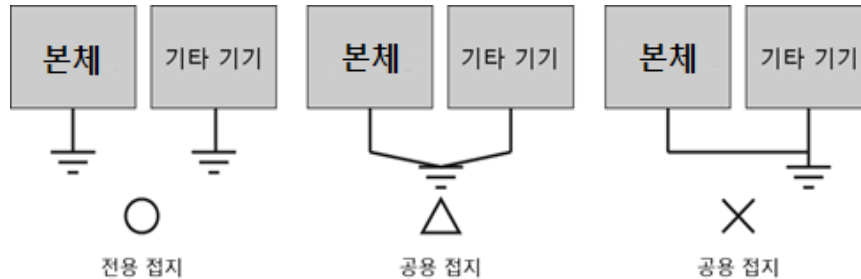 본체 기타 기기 본체 기타 기기 본체 기타 기기
전용 접지 공용 접지 공용 접지